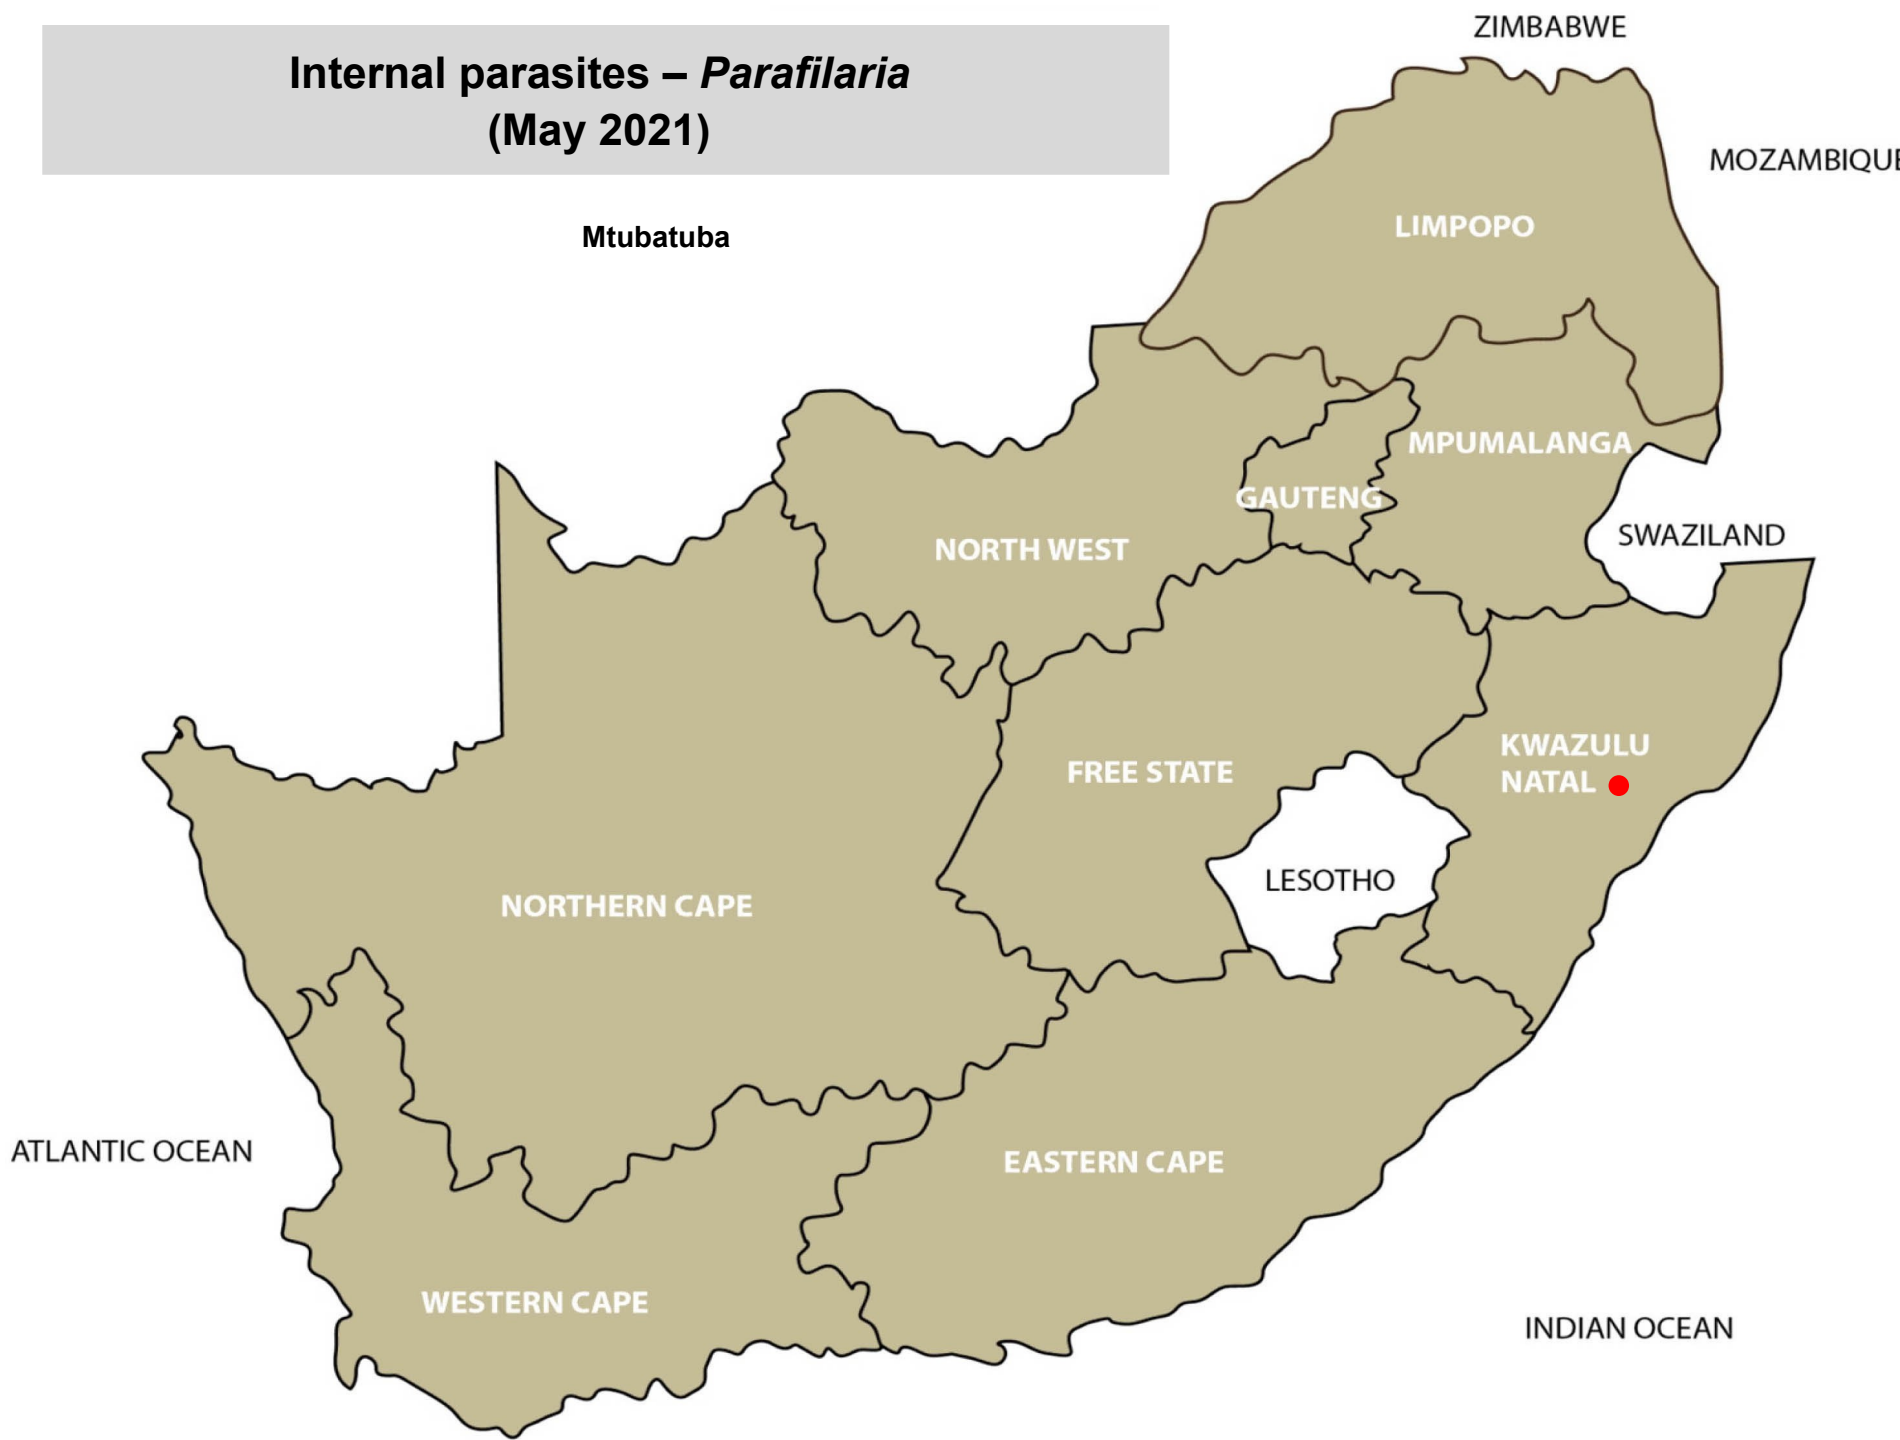 Internal parasites – Parafilaria
(May 2021)
ZIMBABWE
MOZAMBIQUE
Mtubatuba
LIMPOPO
MPUMALANGA
GAUTENG
SWAZILAND
NORTH WEST
KWAZULU
NATAL
FREE STATE
LESOTHO
NORTHERN CAPE
ATLANTIC OCEAN
EASTERN CAPE
WESTERN CAPE
INDIAN OCEAN